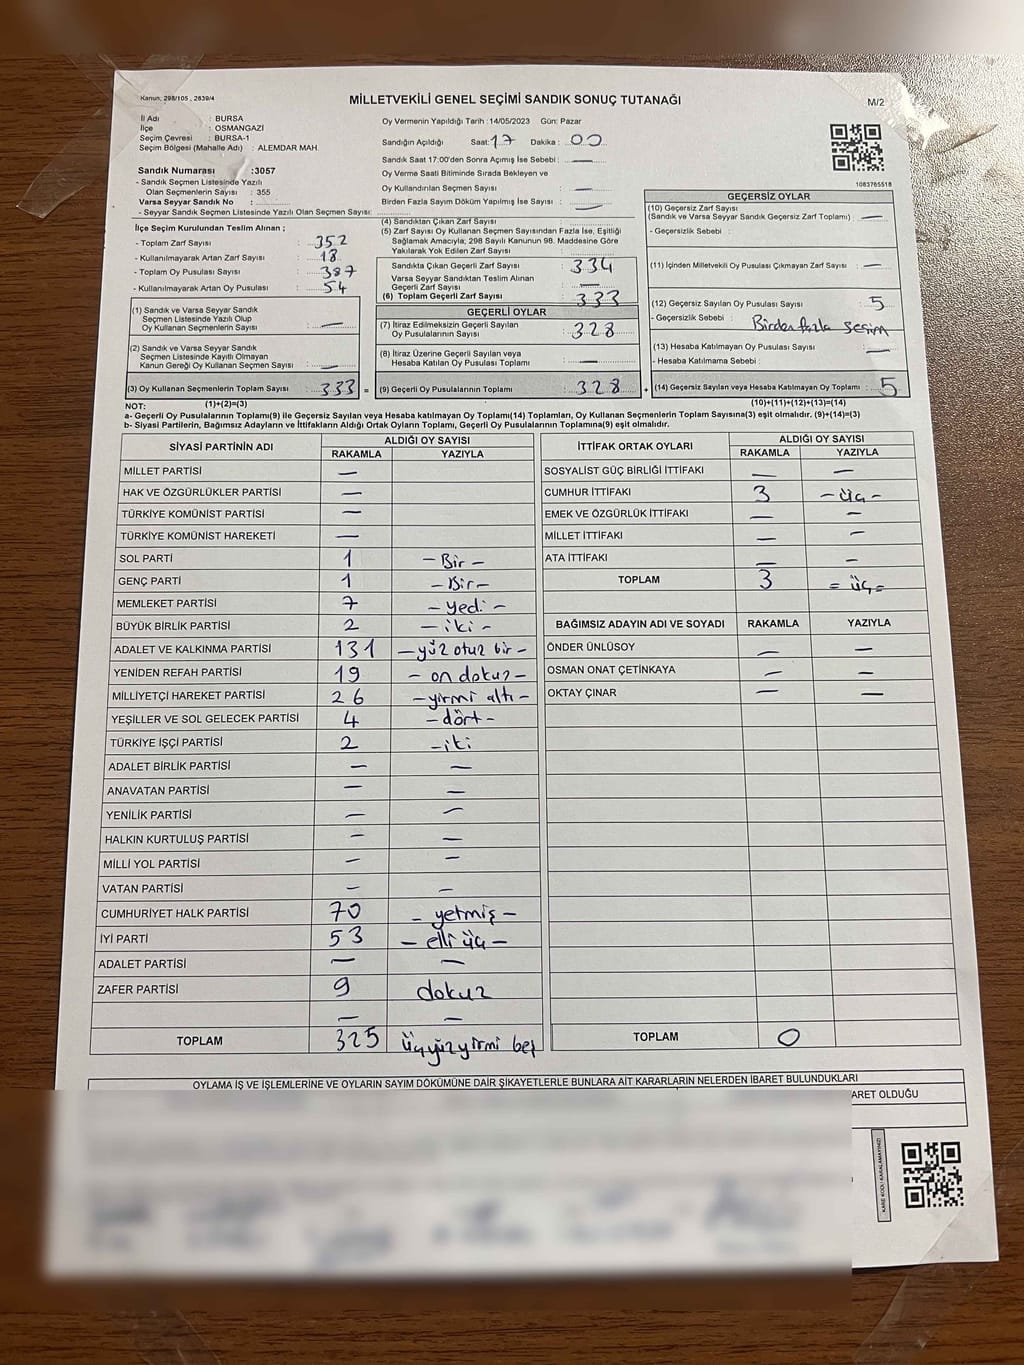 Kanun: 298/105 , 2839/4
MİLLETVEKİLİ GENEL SEÇİMİ SANDIK SONUÇ TUTANAĞI
M/2
İl Adı : BURSA
İlçe : OSMANGAZİ
Seçim Çevresi : BURSA-1
Seçim Bölgesi (Mahalle Adı) : ALEMDAR MAH.
Sandık Numarası :3057
- Sandık Seçmen Listesinde Yazılı
Olan Seçmenlerin Sayısı : 355
Varsa Seyyar Sandık No :
- Seyyar Sandık Seçmen Listesinde Yazılı Olan Seçmen Sayısı:
Oy Vermenin Yapıldığı Tarih :14/05/2023 Gün: Pazar
Sandığın Açıldığı Saat: 17 Dakika : 00
Sandık Saat 17:00'den Sonra Açımış İse Sebebi : —
Oy Verme Saati Bitiminde Sırada Bekleyen ve
Oy Kullandırılan Seçmen Sayısı : —
Birden Fazla Sayım Döküm Yapılmış İse Sayısı : —
1083765518
İlçe Seçim Kurulundan Teslim Alınan ;
- Toplam Zarf Sayısı : 352
- Kullanılmayarak Artan Zarf Sayısı : 18
- Toplam Oy Pusulası Sayısı : 387
- Kullanılmayarak Artan Oy Pusulası : 54
(1) Sandık ve Varsa Seyyar Sandık
Seçmen Listesinde Yazılı Olup
Oy Kullanan Seçmenlerin Sayısı : —
(2) Sandık ve Varsa Seyyar Sandık
Seçmen Listesinde Kayıtlı Olmayan
Kanun Gereği Oy Kullanan Seçmen Sayısı : —
(3) Oy Kullanan Seçmenlerin Toplam Sayısı : 333 =
(4) Sandıktan Çıkan Zarf Sayısı :
(5) Zarf Sayısı Oy Kullanan Seçmen Sayısından Fazla İse, Eşitliği
Sağlamak Amacıyla; 298 Sayılı Kanunun 98. Maddesine Göre
Yakılarak Yok Edilen Zarf Sayısı :
Sandıkta Çıkan Geçerli Zarf Sayısı : 334
Varsa Seyyar Sandıktan Teslim Alınan
Geçerli Zarf Sayısı : —
(6) Toplam Geçerli Zarf Sayısı : 333
GEÇERLİ OYLAR
(7) İtiraz Edilmeksizin Geçerli Sayılan
Oy Pusulalarının Sayısı : 328
(8) İtiraz Üzerine Geçerli Sayılan veya
Hesaba Katılan Oy Pusulası Toplamı : —
(9) Geçerli Oy Pusulalarının Toplamı : 328 +
GEÇERSİZ OYLAR
(10) Geçersiz Zarf Sayısı
(Sandık ve Varsa Seyyar Sandık Geçersiz Zarf Toplamı) : —
- Geçersizlik Sebebi :
(11) İçinden Milletvekili Oy Pusulası Çıkmayan Zarf Sayısı : —
(12) Geçersiz Sayılan Oy Pusulası Sayısı : 5
- Geçersizlik Sebebi : Birden fazla seçim
(13) Hesaba Katılmayan Oy Pusulası Sayısı : —
- Hesaba Katılmama Sebebi :
(14) Geçersiz Sayılan veya Hesaba Katılmayan Oy Toplamı : 5
NOT: (1)+(2)=(3) (10)+(11)+(12)+(13)=(14)
a- Geçerli Oy Pusulalarının Toplamı(9) ile Geçersiz Sayılan veya Hesaba katılmayan Oy Toplamı(14) Toplamları, Oy Kullanan Seçmenlerin Toplam Sayısına(3) eşit olmalıdır. (9)+(14)=(3)
b- Siyasi Partilerin, Bağımsız Adayların ve İttifakların Aldığı Ortak Oyların Toplamı, Geçerli Oy Pusulalarının Toplamına(9) eşit olmalıdır.
SİYASİ PARTİNİN ADI ALDIĞI OY SAYISI
RAKAMLA YAZIYLA
MİLLET PARTİSİ —
HAK VE ÖZGÜRLÜKLER PARTİSİ —
TÜRKİYE KOMÜNİST PARTİSİ —
TÜRKİYE KOMÜNİST HAREKETİ —
SOL PARTİ 1 - Bir -
GENÇ PARTİ 1 - Bir -
MEMLEKET PARTİSİ 7 - yedi -
BÜYÜK BİRLİK PARTİSİ 2 - iki -
ADALET VE KALKINMA PARTİSİ 131 - yüz otuz bir -
YENİDEN REFAH PARTİSİ 19 - on dokuz -
MİLLİYETÇİ HAREKET PARTİSİ 26 - yirmi altı -
YEŞİLLER VE SOL GELECEK PARTİSİ 4 - dört -
TÜRKİYE İŞÇİ PARTİSİ 2 - iki
ADALET BİRLİK PARTİSİ — —
ANAVATAN PARTİSİ — —
YENİLİK PARTİSİ — —
HALKIN KURTULUŞ PARTİSİ — —
MİLLİ YOL PARTİSİ — —
VATAN PARTİSİ — —
CUMHURİYET HALK PARTİSİ 70 - yetmiş -
İYİ PARTİ 53 - elli üç -
ADALET PARTİSİ — —
ZAFER PARTİSİ 9 dokuz
— —
TOPLAM 325 üçyüzyirmi beş
İTTİFAK ORTAK OYLARI ALDIĞI OY SAYISI
RAKAMLA YAZIYLA
SOSYALİST GÜÇ BİRLİĞİ İTTİFAKI — —
CUMHUR İTTİFAKI 3 - üç -
EMEK VE ÖZGÜRLÜK İTTİFAKI — —
MİLLET İTTİFAKI — —
ATA İTTİFAKI — —
TOPLAM 3 = üç =
BAĞIMSIZ ADAYIN ADI VE SOYADI RAKAMLA YAZIYLA
ÖNDER ÜNLÜSOY — —
OSMAN ONAT ÇETİNKAYA — —
OKTAY ÇINAR — —
TOPLAM 0
OYLAMA İŞ VE İŞLEMLERİNE VE OYLARIN SAYIM DÖKÜMÜNE DAİR ŞİKAYETLERLE BUNLARA AİT KARARLARIN NELERDEN İBARET BULUNDUKLARI
ARET OLDUĞU